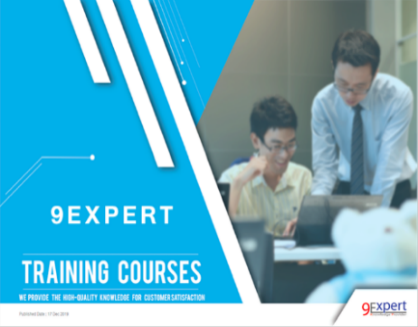 9EXPERT
TRAINING COURSES
WE PROVIDE THE HIGH-QUALITY KNOWLEDGE FOR CUSTOMER SATISFACTION
9Expert